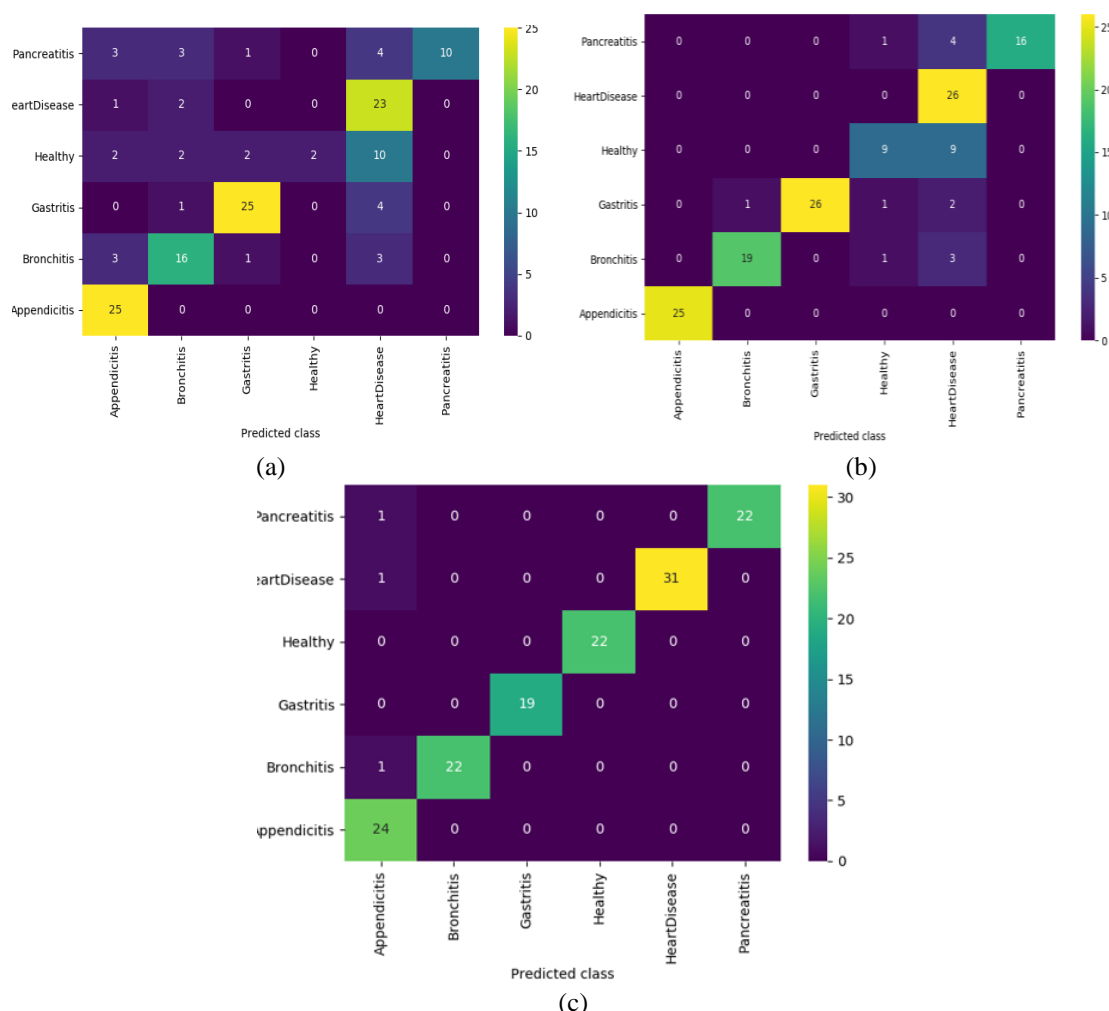 Pancreatitis 3 3 1 0 4 10
eartDisease 1 2 0 0 23 0
Healthy 2 2 2 2 10 0
Gastritis 0 1 25 0 4 0
Bronchitis 3 16 1 0 3 0
Appendicitis 25 0 0 0 0 0
25
20
15
10
5
0
Appendicitis Bronchitis Gastritis Healthy HeartDisease Pancreatitis
Predicted class
(a)
Pancreatitis 0 0 0 1 4 16
HeartDisease 0 0 0 0 26 0
Healthy 0 0 0 9 9 0
Gastritis 0 1 26 1 2 0
Bronchitis 0 19 0 1 3 0
Appendicitis 25 0 0 0 0 0
25
20
15
10
5
0
Appendicitis Bronchitis Gastritis Healthy HeartDisease Pancreatitis
Predicted class
(b)
Pancreatitis 1 0 0 0 0 22
eartDisease 1 0 0 0 31 0
Healthy 0 0 0 22 0 0
Gastritis 0 0 19 0 0 0
Bronchitis 1 22 0 0 0 0
Appendicitis 24 0 0 0 0 0
30
25
20
15
10
5
0
Appendicitis Bronchitis Gastritis Healthy HeartDisease Pancreatitis
Predicted class
(c)